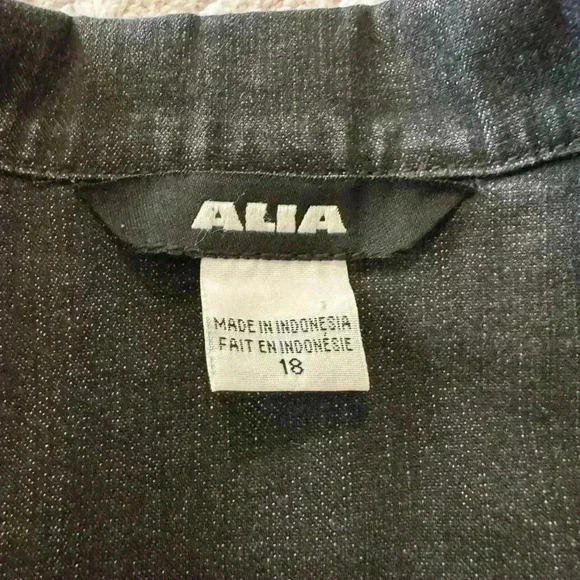 ALIA
MADE IN INDONESIA
FAIT EN INDONÉSIE
18